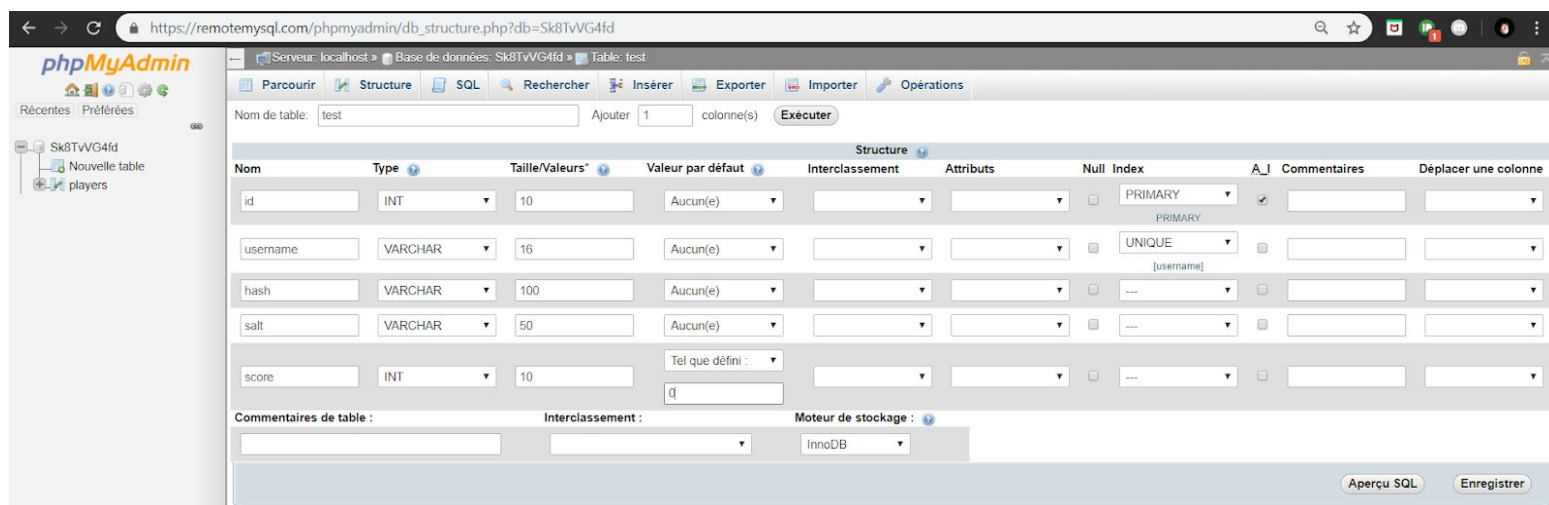 https://remotemysql.com/phpmyadmin/db_structure.php?db=Sk8TvVG4fd
1
phpMyAdmin
Récentes Préférées
Sk8TvVG4fd
Nouvelle table
players
Serveur: localhost » Base de données: Sk8TvVG4fd » Table: test
Parcourir Structure SQL Rechercher Insérer Exporter Importer Opérations
Nom de table: test Ajouter 1 colonne(s) Exécuter
Structure
Nom Type Taille/Valeurs* Valeur par défaut Interclassement Attributs Null Index A_I Commentaires Déplacer une colonne
id INT 10 Aucun(e) PRIMARY
PRIMARY
username VARCHAR 16 Aucun(e) UNIQUE
[username]
hash VARCHAR 100 Aucun(e) ---
salt VARCHAR 50 Aucun(e) ---
Tel que défini :
score INT 10 ---
0
Commentaires de table : Interclassement : Moteur de stockage :
InnoDB
Aperçu SQL Enregistrer